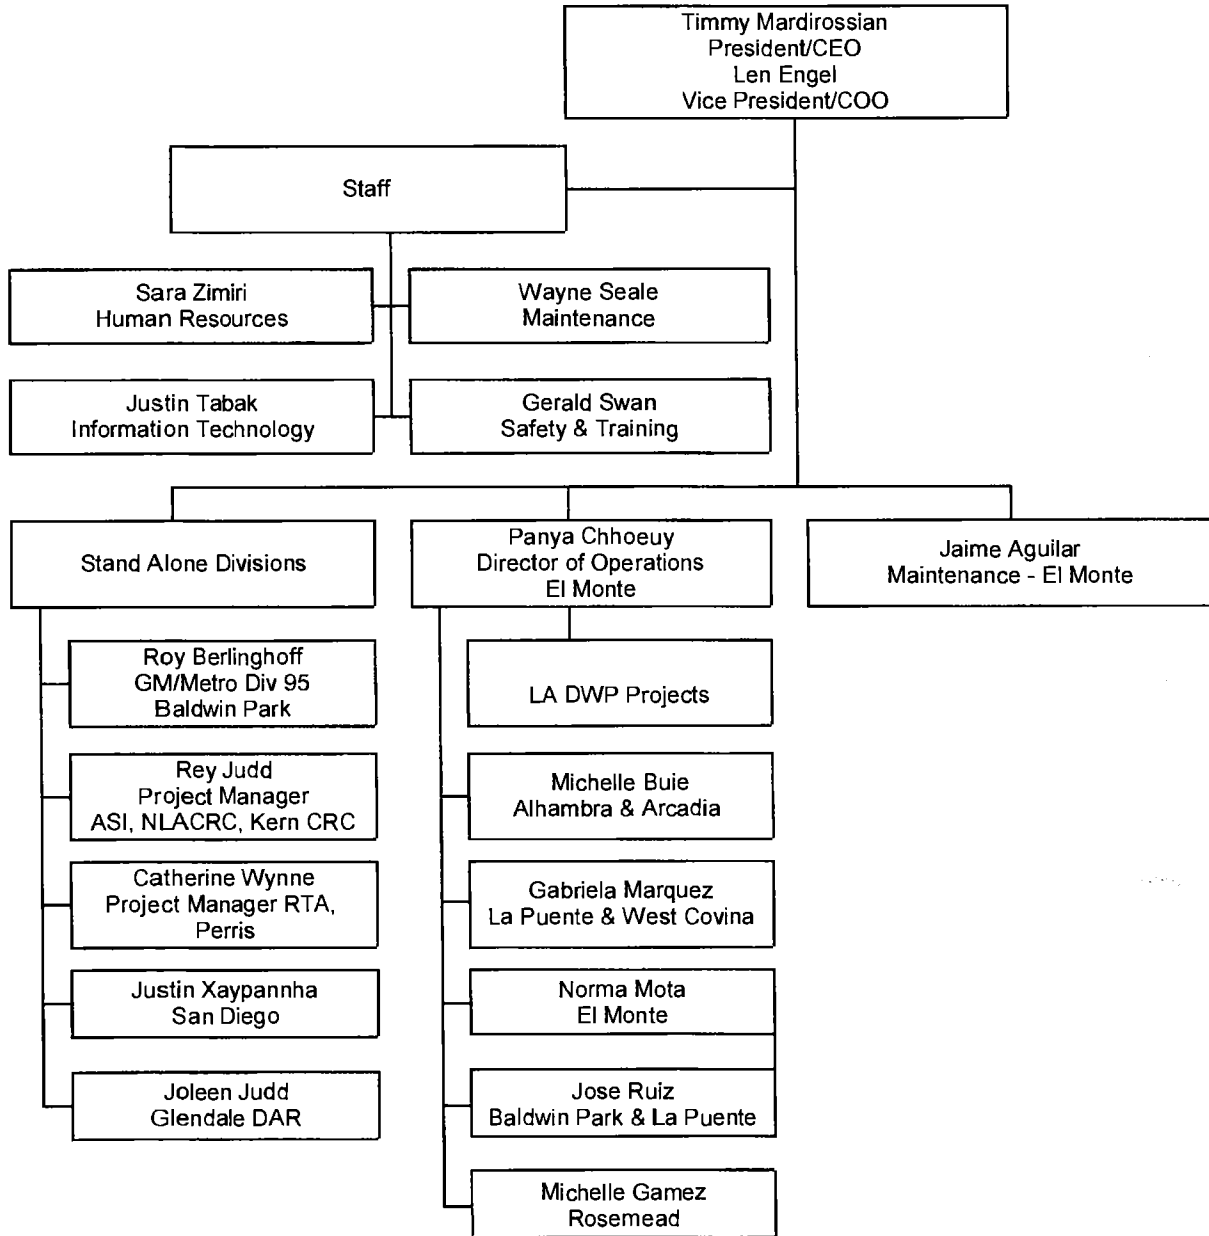 Timmy Mardirossian
President/CEO
Len Engel
Vice President/COO
Staff
Sara Zimiri
Human Resources
Wayne Seale
Maintenance
Justin Tabak
Information Technology
Gerald Swan
Safety & Training
Stand Alone Divisions
Panya Chhoeuy
Director of Operations
El Monte
Jaime Aguilar
Maintenance - El Monte
Roy Berlinghoff
GM/Metro Div 95
Baldwin Park
Rey Judd
Project Manager
ASI, NLACRC, Kern CRC
Catherine Wynne
Project Manager RTA,
Perris
Justin Xaypannha
San Diego
Joleen Judd
Glendale DAR
LA DWP Projects
Michelle Buie
Alhambra & Arcadia
Gabriela Marquez
La Puente & West Covina
Norma Mota
El Monte
Jose Ruiz
Baldwin Park & La Puente
Michelle Gamez
Rosemead